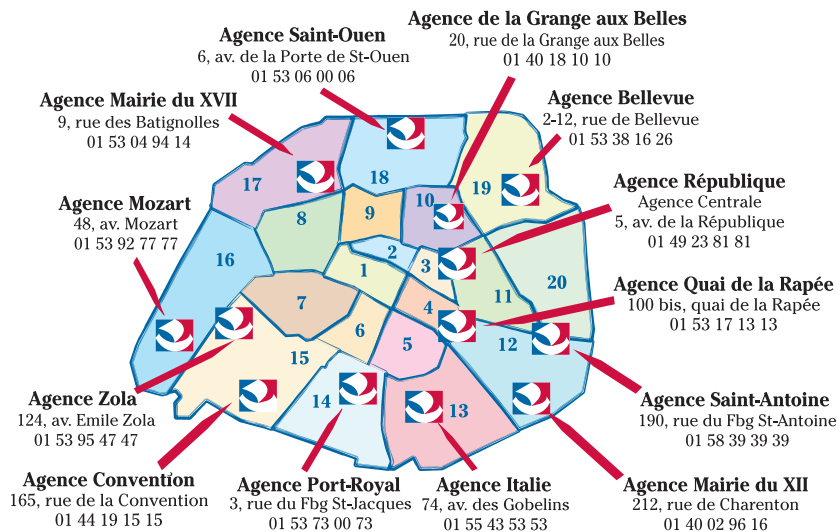 Agence de la Grange aux Belles
20, rue de la Grange aux Belles
01 40 18 10 10
Agence Saint-Ouen
6, av. de la Porte de St-Ouen
01 53 06 00 06
Agence Mairie du XVII
9, rue des Batignolles
01 53 04 94 14
Agence Bellevue
2-12, rue de Bellevue
01 53 38 16 26
Agence République
Agence Centrale
5, av. de la République
01 49 23 81 81
Agence Mozart
48, av. Mozart
01 53 92 77 77
Agence Quai de la Rapée
100 bis, quai de la Rapée
01 53 17 13 13
17
18
19
10
9
8
16
2
3
1
20
11
7
4
6
5
12
15
14
13
Agence Zola
124, av. Emile Zola
01 53 95 47 47
Agence Saint-Antoine
190, rue du Fbg St-Antoine
01 58 39 39 39
Agence Convention
165, rue de la Convention
01 44 19 15 15
Agence Port-Royal
3, rue du Fbg St-Jacques
01 53 73 00 73
Agence Italie
74, av. des Gobelins
01 55 43 53 53
Agence Mairie du XII
212, rue de Charenton
01 40 02 96 16